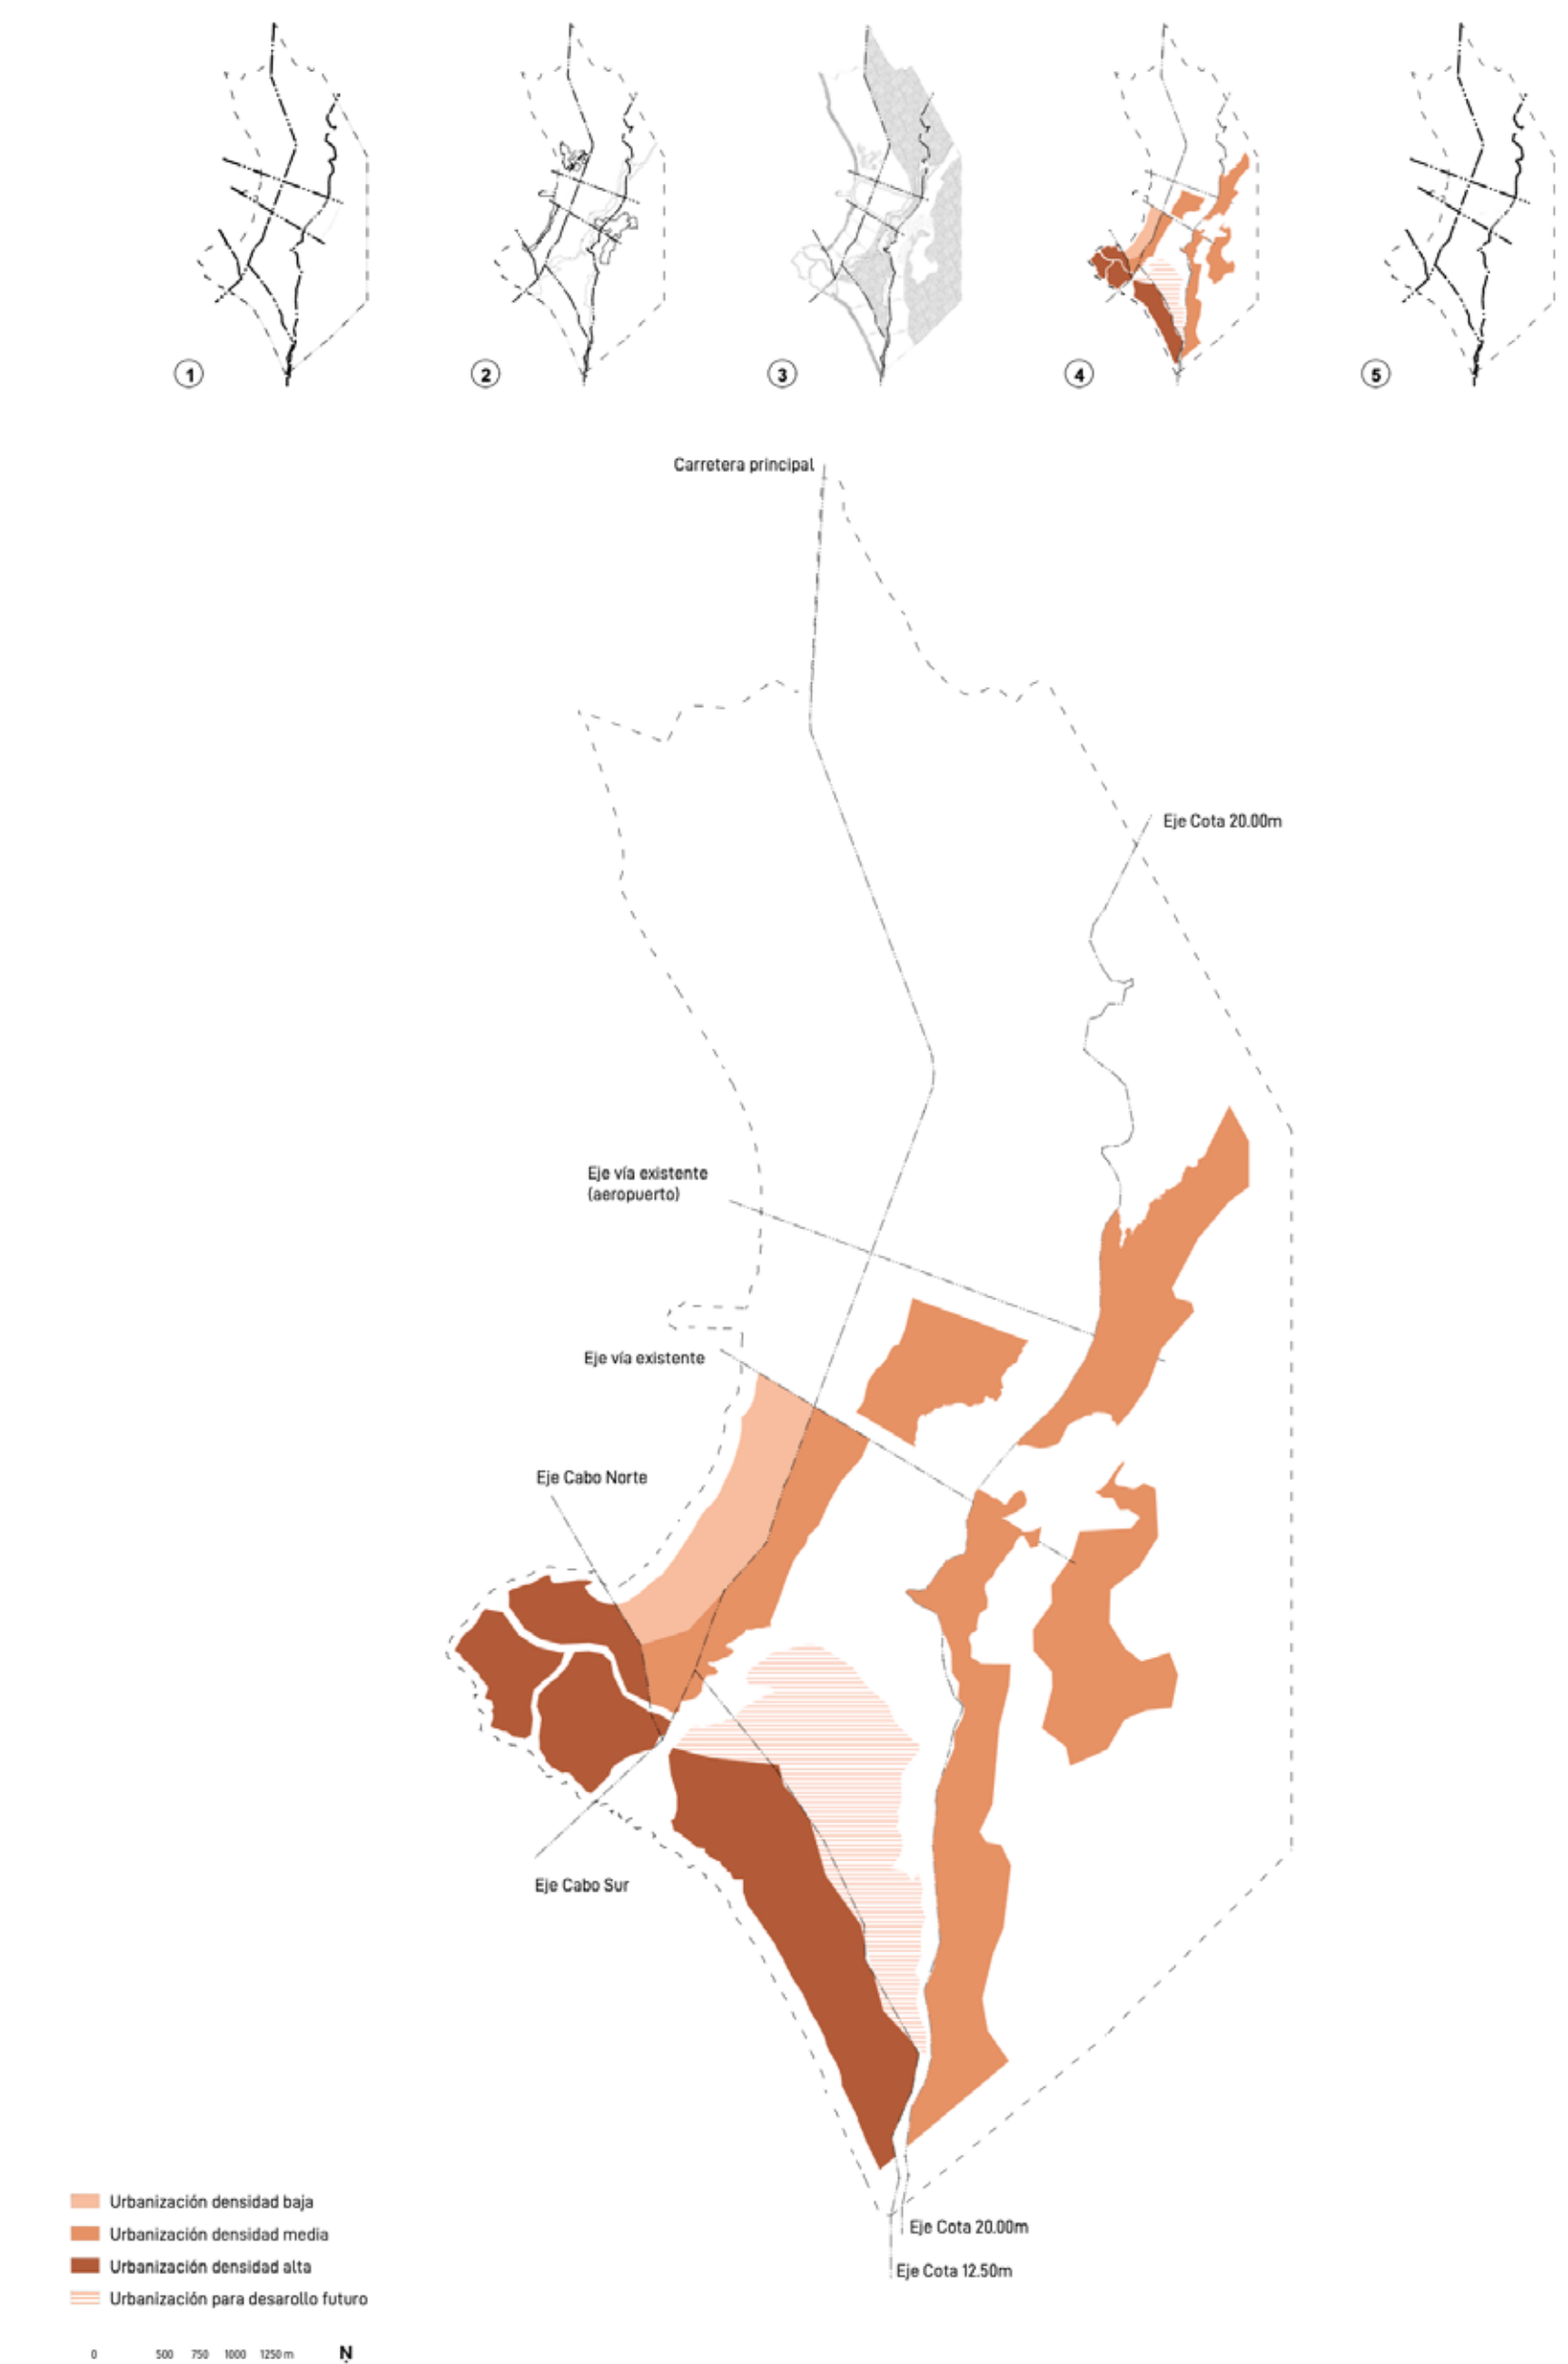 1
2
3
4
5
Carretera principal
Eje Cota 20.00m
Eje vía existente
(aeropuerto)
Eje vía existente
Eje Cabo Norte
Eje Cabo Sur
Urbanización densidad baja
Urbanización densidad media
Urbanización densidad alta
Urbanización para desarollo futuro
Eje Cota 20.00m
Eje Cota 12.50m
0 500 750 1000 1250 m N